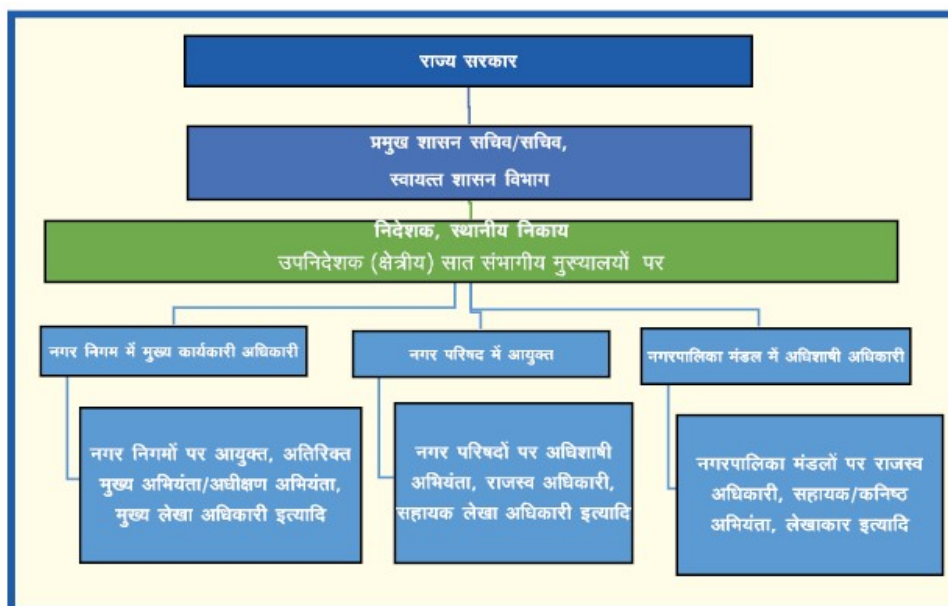 राज्य सरकार
प्रमुख शासन सचिव/सचिव,
स्वायत्त शासन विभाग
निदेशक, स्थानीय निकाय
उपनिदेशक (क्षेत्रीय) सात संभागीय मुख्यालयों पर
नगर निगम में मुख्य कार्यकारी अधिकारी
नगर परिषद में आयुक्त
नगरपालिका मंडल में अधिशाषी अधिकारी
नगर निगमों पर आयुक्त, अतिरिक्त
मुख्य अभियंता/अधीक्षण अभियंता,
मुख्य लेखा अधिकारी इत्यादि
नगर परिषदों पर अधिशाषी
अभियंता, राजस्व अधिकारी,
सहायक लेखा अधिकारी इत्यादि
नगरपालिका मंडलों पर राजस्व
अधिकारी, सहायक/कनिष्ठ
अभियंता, लेखाकार इत्यादि